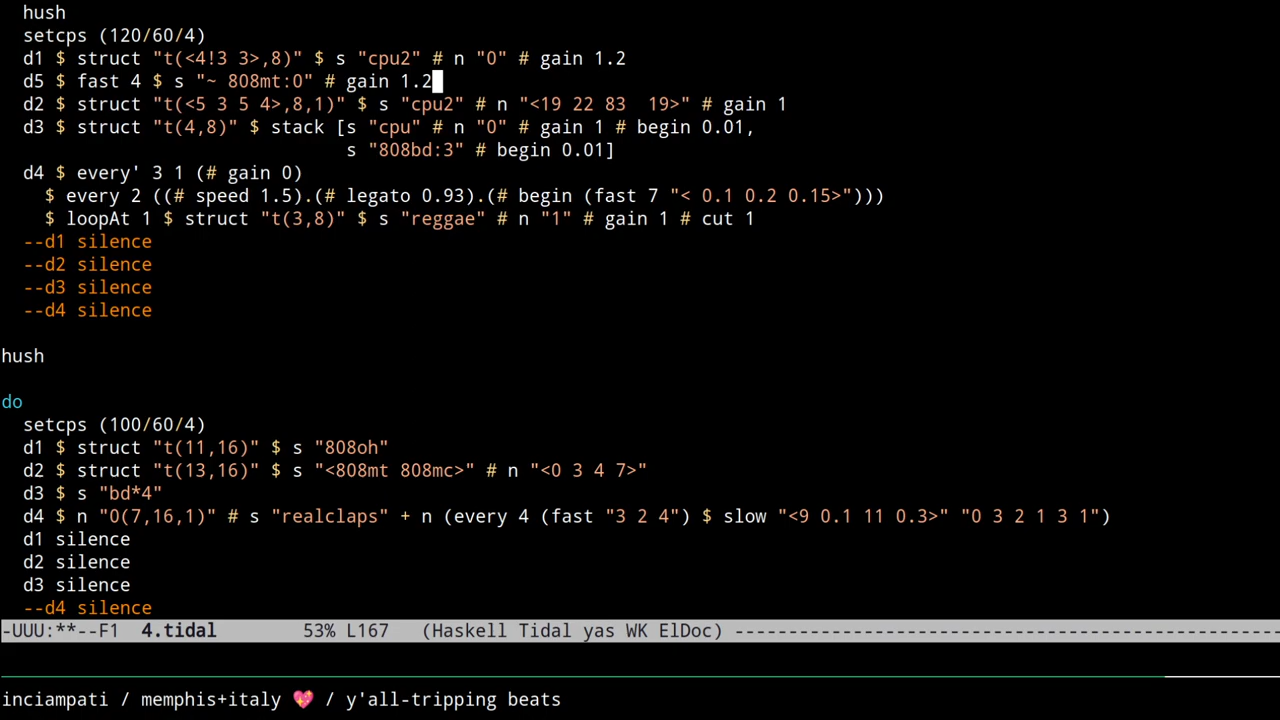 hush
setcps (120/60/4)
d1 $ struct "t(<4!3 3>,8)" $ s "cpu2" # n "0" # gain 1.2
d5 $ fast 4 $ s "~ 808mt:0" # gain 1.2
d2 $ struct "t(<5 3 5 4>,8,1)" $ s "cpu2" # n "<19 22 83  19>" # gain 1
d3 $ struct "t(4,8)" $ stack [s "cpu" # n "0" # gain 1 # begin 0.01,
s "808bd:3" # begin 0.01]
d4 $ every' 3 1 (# gain 0)
$ every 2 ((# speed 1.5).(# legato 0.93).(# begin (fast 7 "< 0.1 0.2 0.15>")))
$ loopAt 1 $ struct "t(3,8)" $ s "reggae" # n "1" # gain 1 # cut 1
--d1 silence
--d2 silence
--d3 silence
--d4 silence
hush
do
setcps (100/60/4)
d1 $ struct "t(11,16)" $ s "808oh"
d2 $ struct "t(13,16)" $ s "<808mt 808mc>" # n "<0 3 4 7>"
d3 $ s "bd*4"
d4 $ n "0(7,16,1)" # s "realclaps" + n (every 4 (fast "3 2 4") $ slow "<9 0.1 11 0.3>" "0 3 2 1 3 1")
d1 silence
d2 silence
d3 silence
--d4 silence
-UUU:**--F1  4.tidal        53% L167   (Haskell Tidal yas WK ElDoc) ---------------------------------------------------
inciampati / memphis+italy 💖 / y'all-tripping beats